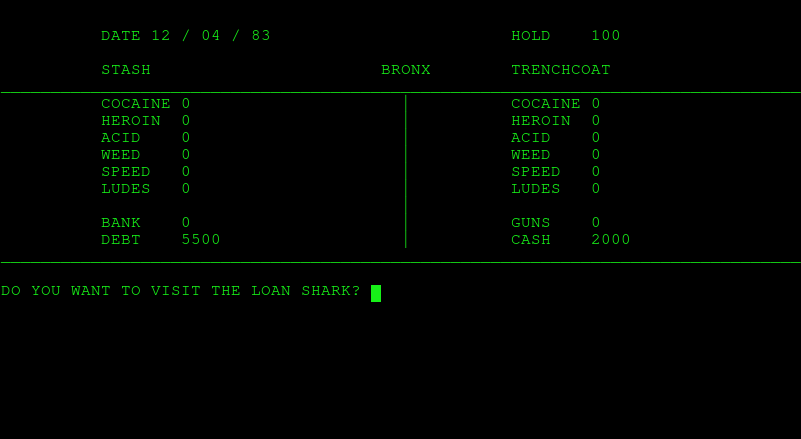 DATE 12 / 04 / 83 HOLD 100
STASH BRONX TRENCHCOAT
COCAINE 0 COCAINE 0
HEROIN 0 HEROIN 0
ACID 0 ACID 0
WEED 0 WEED 0
SPEED 0 SPEED 0
LUDES 0 LUDES 0
BANK 0 GUNS 0
DEBT 5500 CASH 2000
DO YOU WANT TO VISIT THE LOAN SHARK?